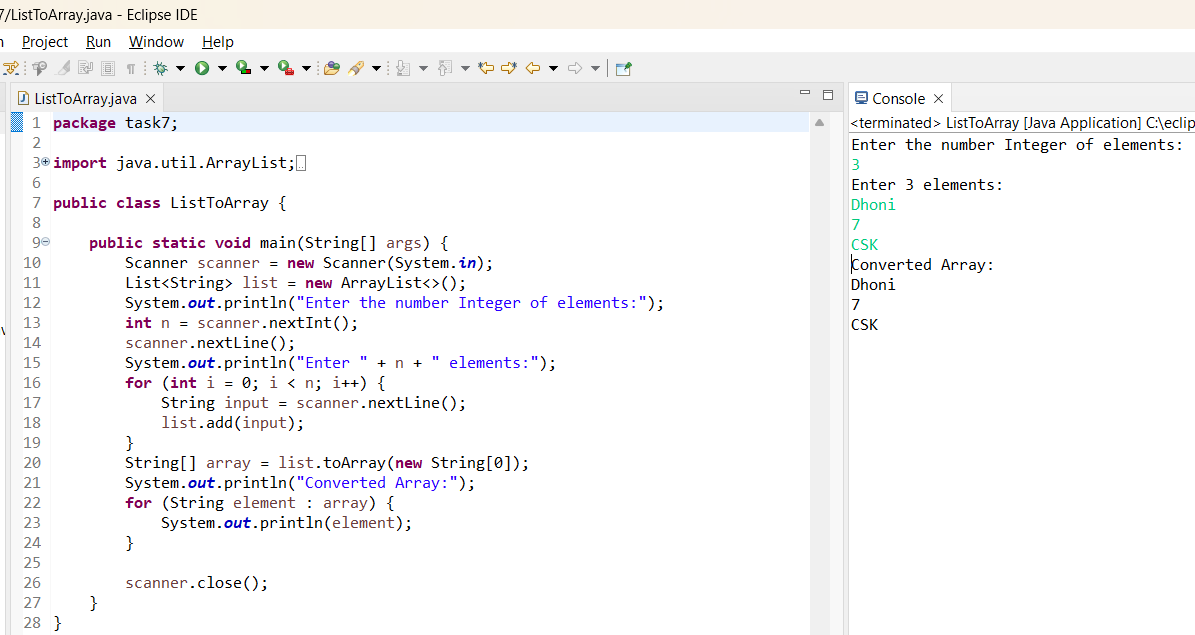 7/ListToArray.java - Eclipse IDE
Project Run Window Help
ListToArray.java
1 package task7;
2
3 import java.util.ArrayList;
6
7 public class ListToArray {
8
9 public static void main(String[] args) {
10 Scanner scanner = new Scanner(System.in);
11 List<String> list = new ArrayList<>();
12 System.out.println("Enter the number Integer of elements:");
13 int n = scanner.nextInt();
14 scanner.nextLine();
15 System.out.println("Enter " + n + " elements:");
16 for (int i = 0; i < n; i++) {
17 String input = scanner.nextLine();
18 list.add(input);
19 }
20 String[] array = list.toArray(new String[0]);
21 System.out.println("Converted Array:");
22 for (String element : array) {
23 System.out.println(element);
24 }
25
26 scanner.close();
27 }
28 }
Console
<terminated> ListToArray [Java Application] C:\eclip
Enter the number Integer of elements:
3
Enter 3 elements:
Dhoni
7
CSK
Converted Array:
Dhoni
7
CSK